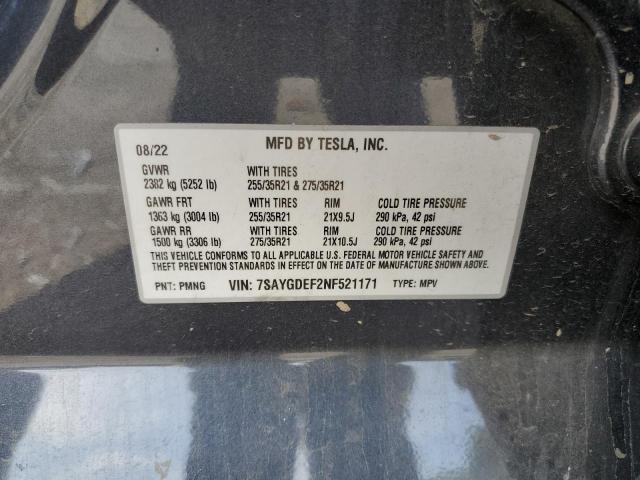 08/22 MFD BY TESLA, INC.
GVWR WITH TIRES
2382 kg (5252 lb) 255/35R21 & 275/35R21
GAWR FRT WITH TIRES RIM COLD TIRE PRESSURE
1363 kg (3004 lb) 255/35R21 21X9.5J 290 kPa, 42 psi
GAWR RR WITH TIRES RIM COLD TIRE PRESSURE
1500 kg (3306 lb) 275/35R21 21X10.5J 290 kPa, 42 psi
THIS VEHICLE CONFORMS TO ALL APPLICABLE U.S. FEDERAL MOTOR VEHICLE SAFETY AND
THEFT PREVENTION STANDARDS IN EFFECT ON THE DATE OF MANUFACTURE SHOWN ABOVE.
PNT: PMNG VIN: 7SAYGDEF2NF521171 TYPE: MPV